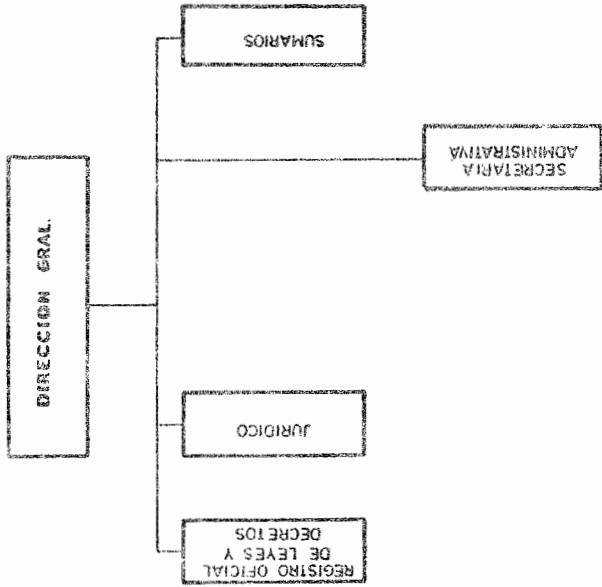 DIRECCION GRAL.
SUMARIOS
SECRETARIA
ADMINISTRATIVA
JURIDICO
REGISTRO OFICIAL
DE LEYES Y
DECRETOS